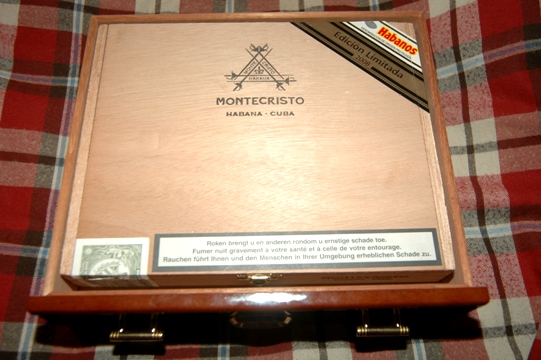 Habanos
Edición Limitada
MONTECRISTO
HABANA · CUBA
Roken brengt u en anderen rondom u ernstige schade toe.
Fumer nuit gravement à votre santé et à celle de votre entourage.
Rauchen führt Ihnen und den Menschen in Ihrer Umgebung erheblichen Schade zu.